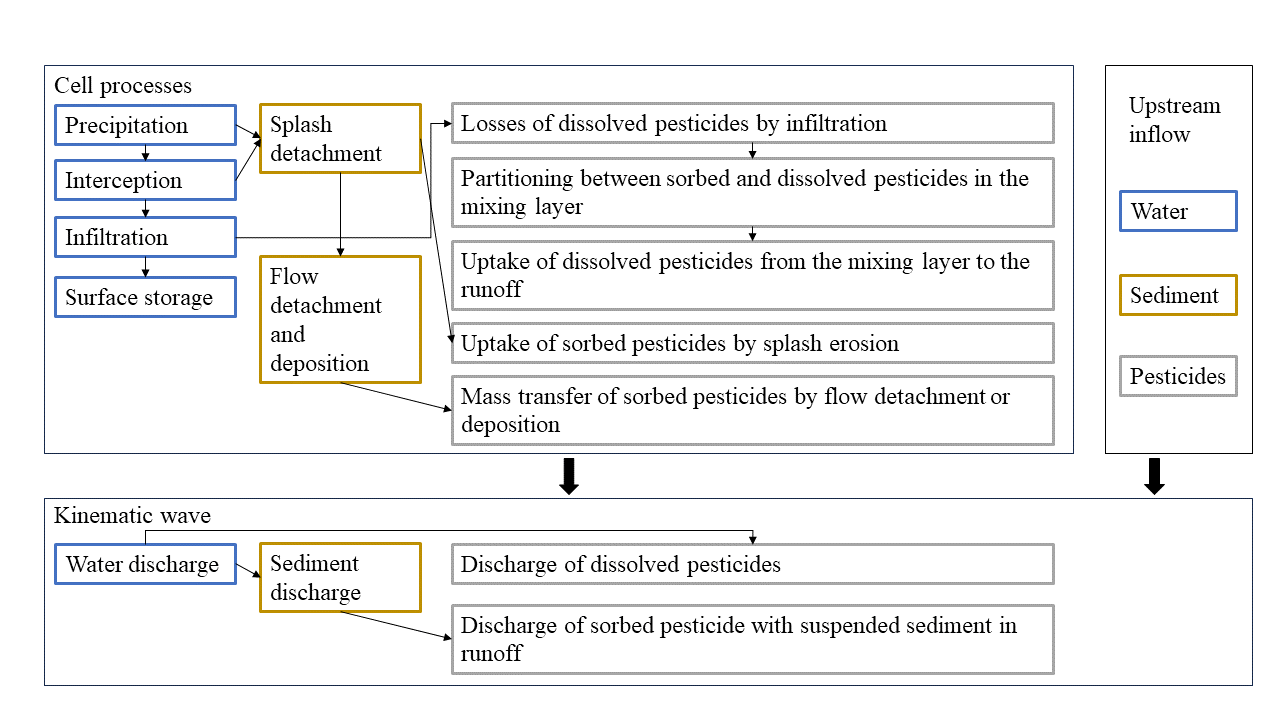 Cell processes
Precipitation
Interception
Infiltration
Surface storage
Splash
detachment
Flow
detachment
and
deposition
Losses of dissolved pesticides by infiltration
Partitioning between sorbed and dissolved pesticides in the
mixing layer
Uptake of dissolved pesticides from the mixing layer to the
runoff
Uptake of sorbed pesticides by splash erosion
Mass transfer of sorbed pesticides by flow detachment or
deposition
Upstream
inflow
Water
Sediment
Pesticides
Kinematic wave
Water discharge
Sediment
discharge
Discharge of dissolved pesticides
Discharge of sorbed pesticide with suspended sediment in
runoff